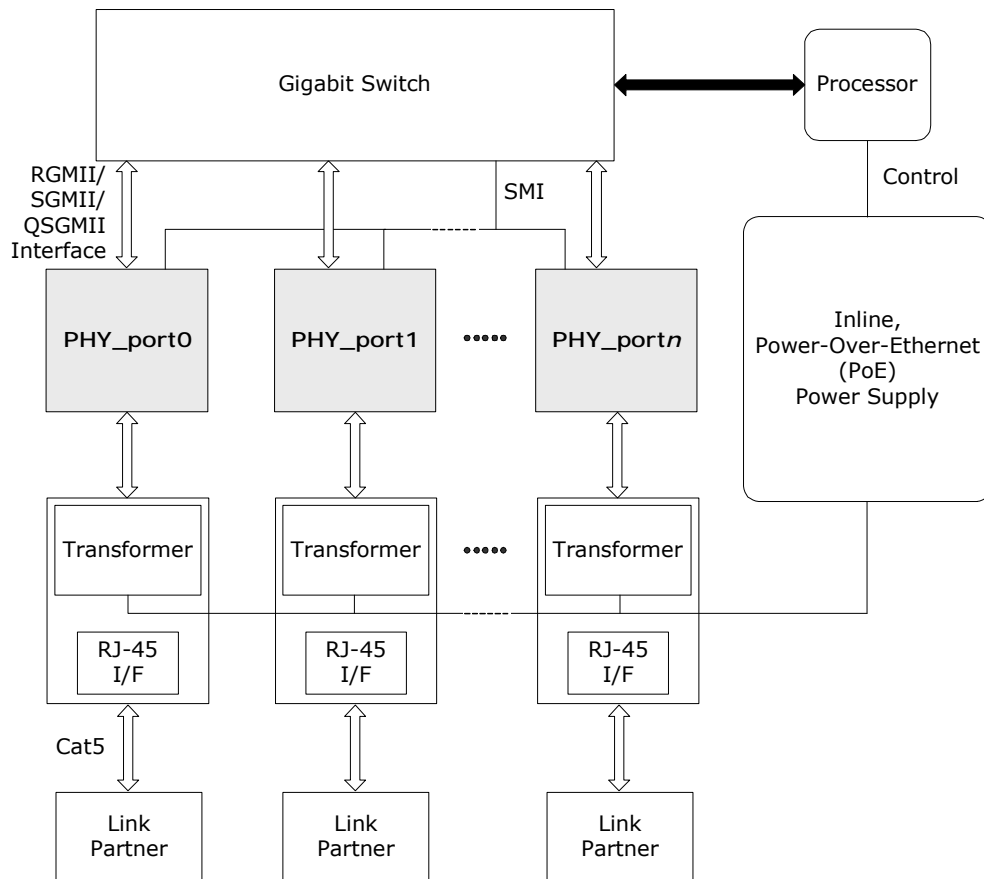 Gigabit Switch
Processor
RGMII/
SGMII/
QSGMII
Interface
SMI
Control
PHY_port0
PHY_port1
PHY_portn
Inline,
Power-Over-Ethernet
(PoE)
Power Supply
Transformer
Transformer
Transformer
RJ-45
I/F
RJ-45
I/F
RJ-45
I/F
Cat5
Link
Partner
Link
Partner
Link
Partner